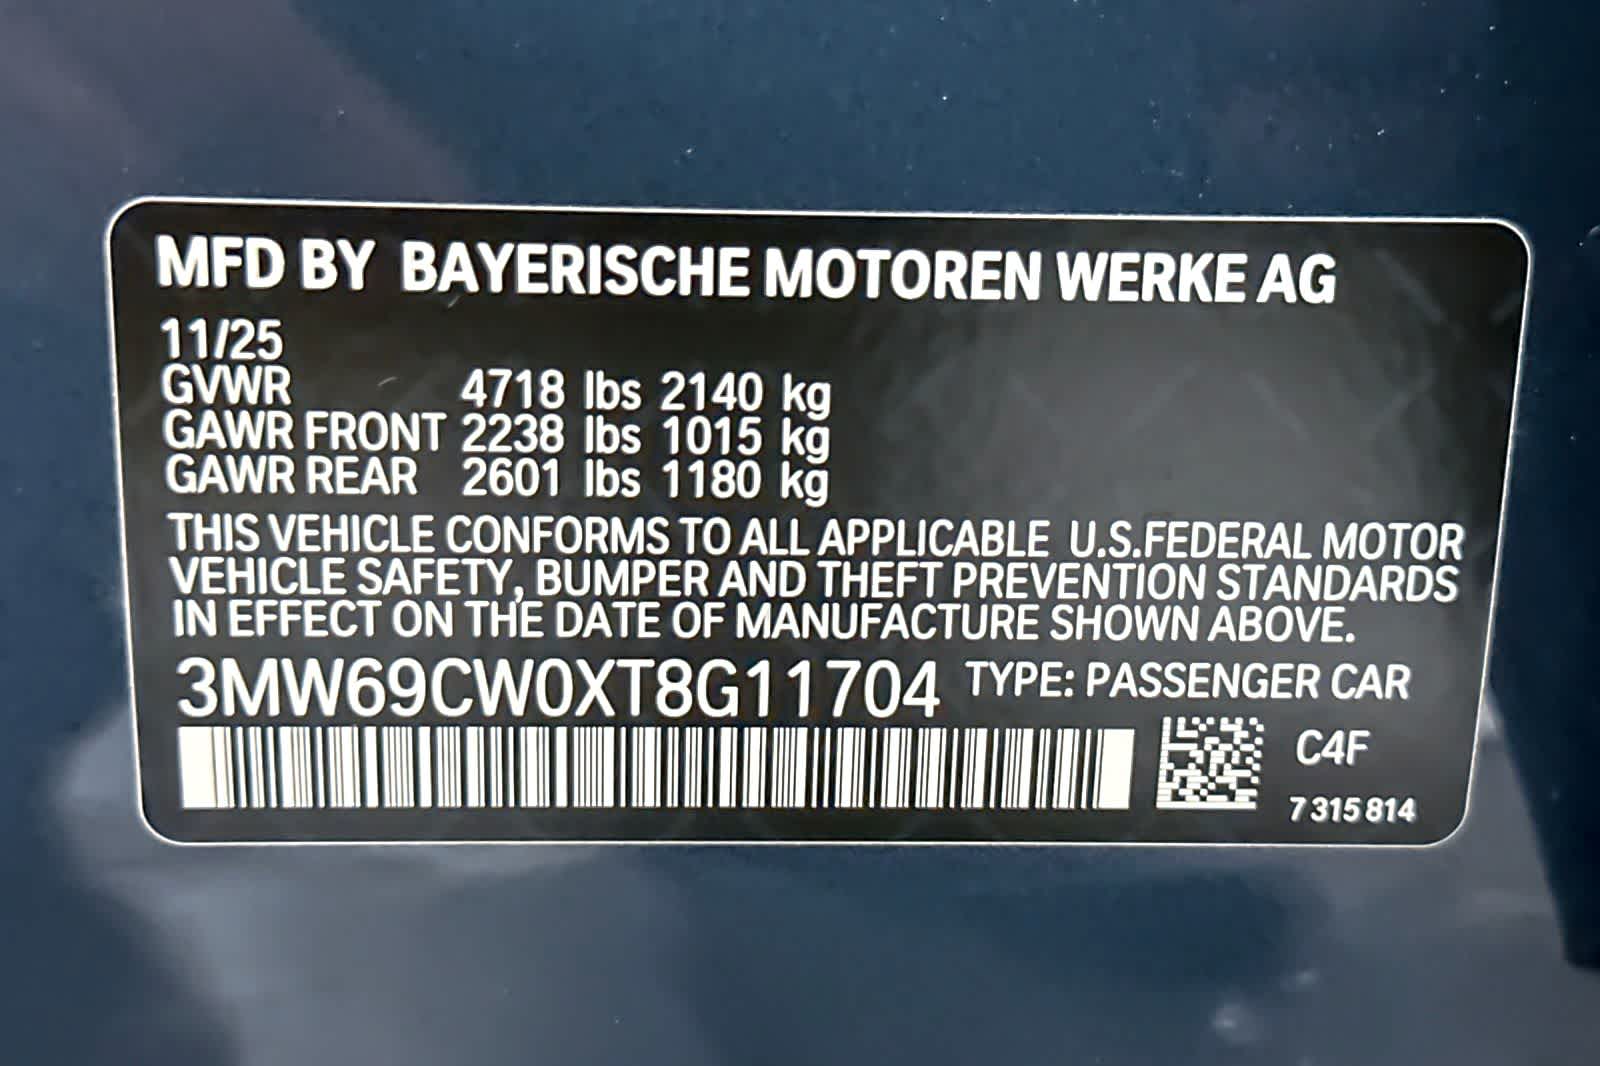 MFD BY BAYERISCHE MOTOREN WERKE AG
11/25
GVWR 4718 lbs 2140 kg
GAWR FRONT 2238 lbs 1015 kg
GAWR REAR 2601 lbs 1180 kg
THIS VEHICLE CONFORMS TO ALL APPLICABLE U.S.FEDERAL MOTOR
VEHICLE SAFETY, BUMPER AND THEFT PREVENTION STANDARDS
IN EFFECT ON THE DATE OF MANUFACTURE SHOWN ABOVE.
3MW69CW0XT8G11704 TYPE: PASSENGER CAR
C4F
7 315 814